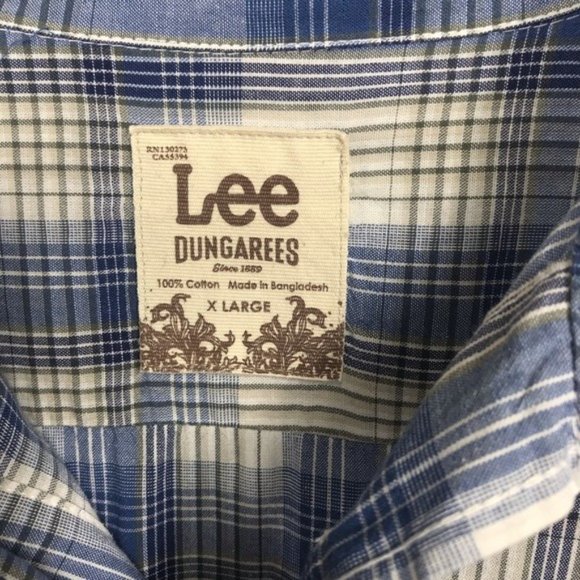 RN130273
CA55394
Lee
DUNGAREES
Since 1889
100% Cotton Made in Bangladesh
X LARGE